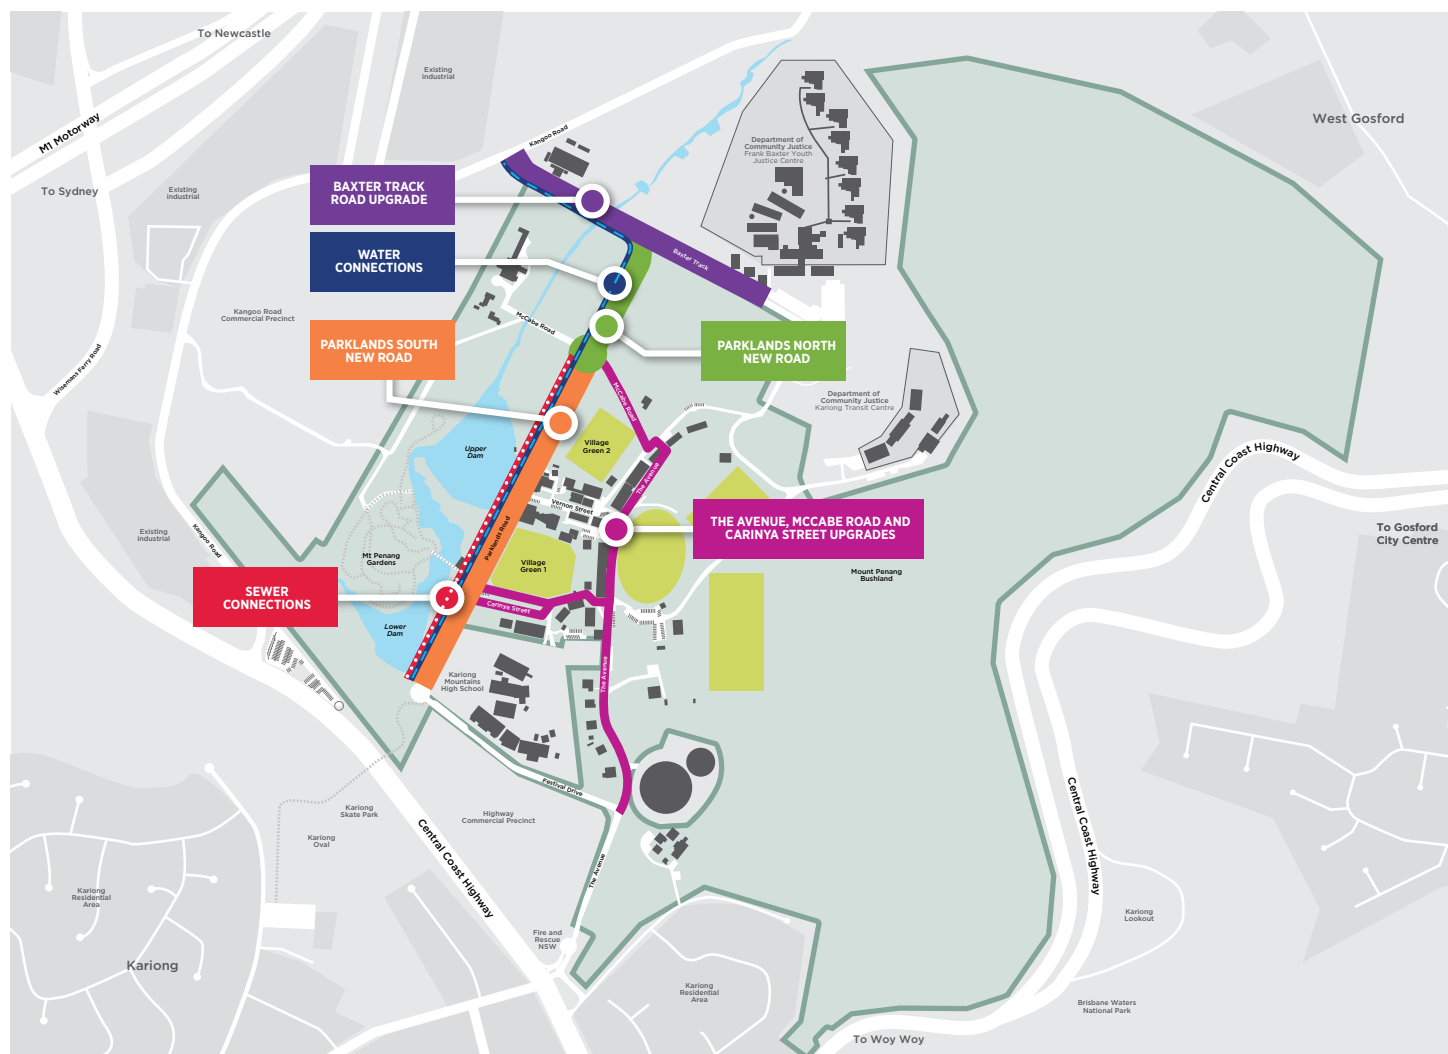 To Newcastle
Existing
industrial
M1 Motorway
To Sydney
Existing
industrial
Kangoo Road
Department of
Community Justice
Frank Baxter Youth
Justice Centre
West Gosford
BAXTER TRACK
ROAD UPGRADE
WATER
CONNECTIONS
Baxter Track
Kangoo Road
Commercial Precinct
McCabe Road
PARKLANDS SOUTH
NEW ROAD
PARKLANDS NORTH
NEW ROAD
Wisemans Ferry Road
McCabe Road
Department of
Community Justice
Kariong Transit Centre
Upper
Dam
Village
Green 2
The Avenue
Central Coast Highway
Vernon Street
THE AVENUE, MCCABE ROAD AND
CARINYA STREET UPGRADES
To Gosford
City Centre
Existing
industrial
Kangoo Road
Parklands Road
Mt Penang
Gardens
Village
Green 1
Mount Penang
Bushland
SEWER
CONNECTIONS
Carinya Street
Lower
Dam
The Avenue
Kariong
Mountains
High School
Festival Drive
Kariong
Skate Park
Highway
Commercial Precinct
Kariong
Oval
Central Coast Highway
The Avenue
Central Coast Highway
Kariong
Residential
Area
Kariong
Lookout
Fire and
Rescue
NSW
Kariong
Kariong
Residential
Area
Brisbane Waters
National Park
To Woy Woy